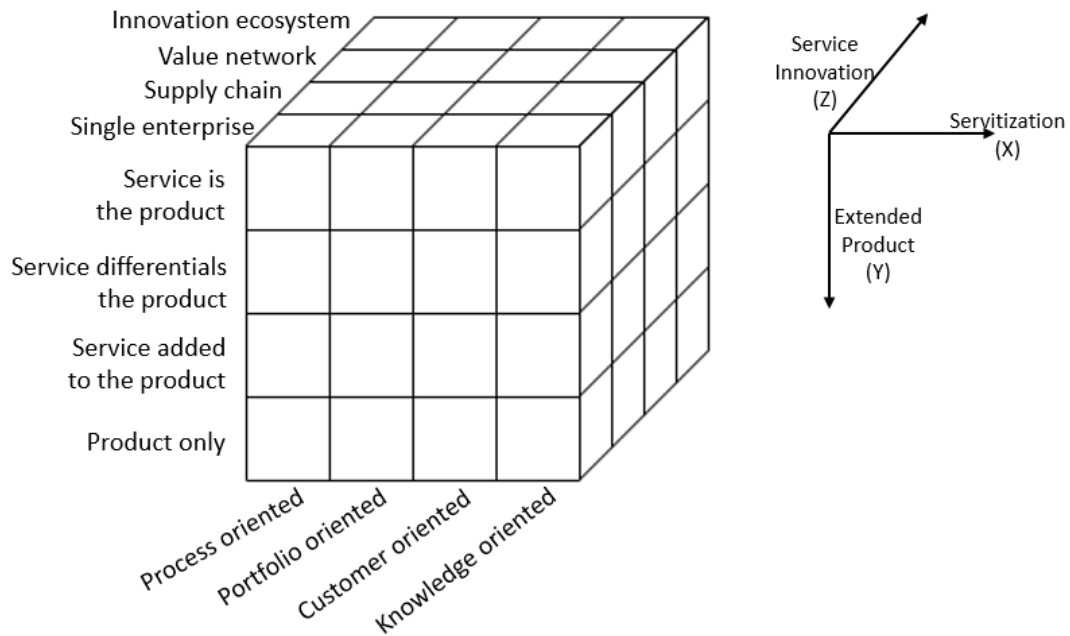 Innovation ecosystem
Value network
Supply chain
Single enterprise
Service is
the product
Service differentials
the product
Service added
to the product
Product only
Process oriented
Portfolio oriented
Customer oriented
Knowledge oriented
Service
Innovation
(Z)
Servitization
(X)
Extended
Product
(Y)